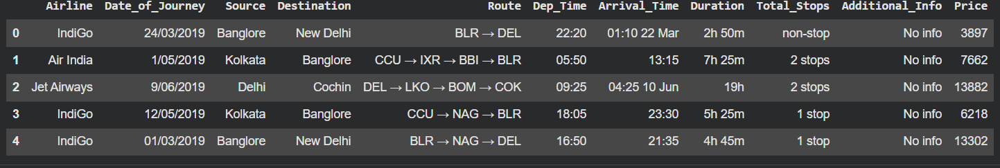 Airline Date_of_Journey Source Destination Route Dep_Time Arrival_Time Duration Total_Stops Additional_Info Price
0 IndiGo 24/03/2019 Banglore New Delhi BLR → DEL 22:20 01:10 22 Mar 2h 50m non-stop No info 3897
1 Air India 1/05/2019 Kolkata Banglore CCU → IXR → BBI → BLR 05:50 13:15 7h 25m 2 stops No info 7662
2 Jet Airways 9/06/2019 Delhi Cochin DEL → LKO → BOM → COK 09:25 04:25 10 Jun 19h 2 stops No info 13882
3 IndiGo 12/05/2019 Kolkata Banglore CCU → NAG → BLR 18:05 23:30 5h 25m 1 stop No info 6218
4 IndiGo 01/03/2019 Banglore New Delhi BLR → NAG → DEL 16:50 21:35 4h 45m 1 stop No info 13302